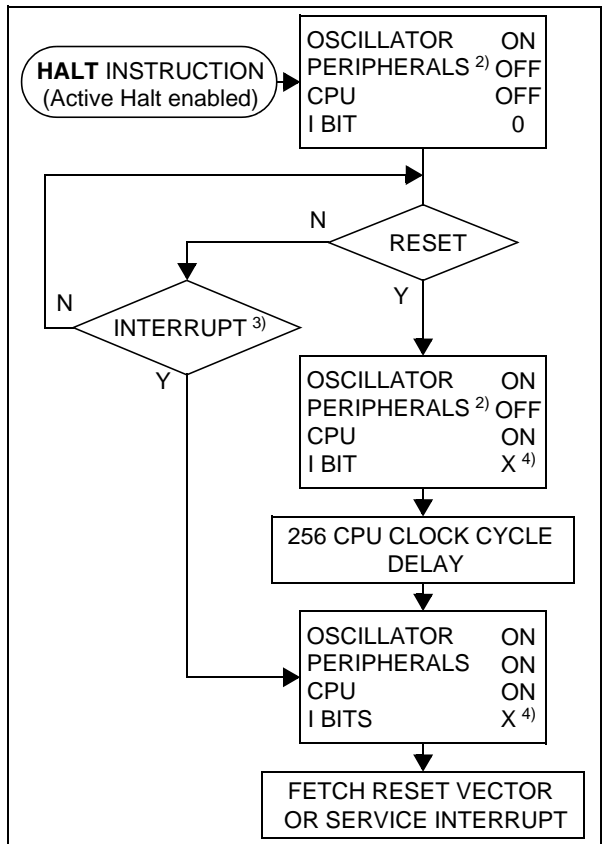 HALT INSTRUCTION
(Active Halt enabled)
OSCILLATOR ON
PERIPHERALS 2) OFF
CPU OFF
I BIT 0
N
RESET
Y
N
INTERRUPT 3)
Y
OSCILLATOR ON
PERIPHERALS 2) OFF
CPU ON
I BIT X 4)
256 CPU CLOCK CYCLE
DELAY
OSCILLATOR ON
PERIPHERALS ON
CPU ON
I BITS X 4)
FETCH RESET VECTOR
OR SERVICE INTERRUPT